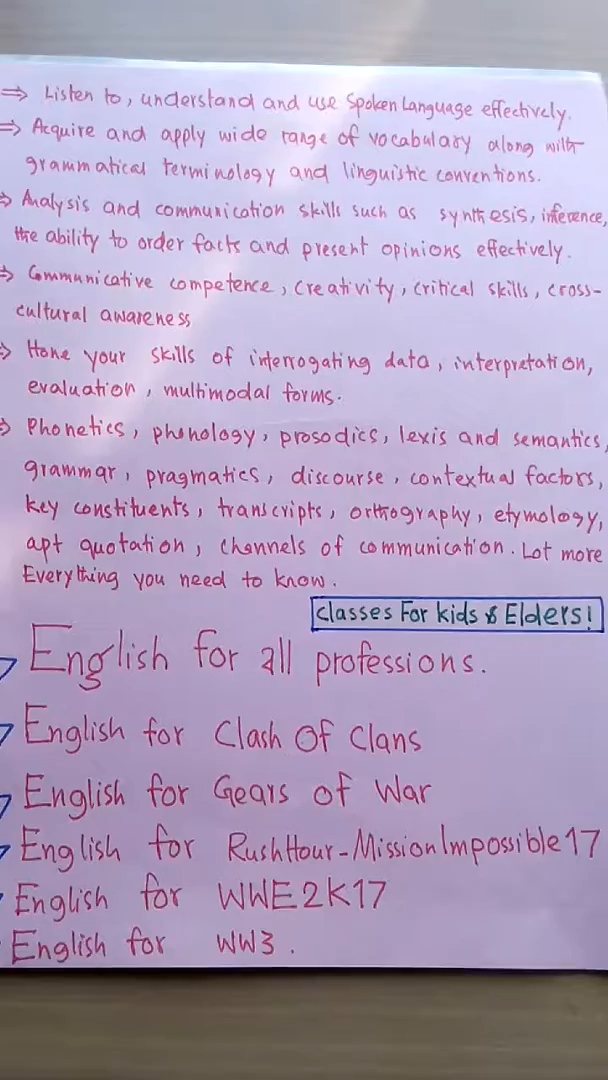 ⇒ Listen to, understand and use Spoken Language effectively.
⇒ Acquire and apply wide range of vocabulary along with
grammatical terminology and linguistic conventions.
⇒ Analysis and communication skills such as synthesis, inference,
the ability to order facts and present opinions effectively.
⇒ Communicative competence, creativity, critical skills, cross-
cultural awareness
⇒ Hone your skills of interrogating data, interpretation,
evaluation, multimodal forms.
⇒ Phonetics, phonology, prosodics, lexis and semantics,
grammar, pragmatics, discourse, contextual factors,
key constituents, transcripts, orthography, etymology,
apt quotation, channels of communication. Lot more
Everything you need to know.
Classes For kids & Elders!
English for all professions.
English for Clash Of Clans
English for Gears of War
English for RushHour-MissionImpossible17
English for WWE2K17
English for WW3.